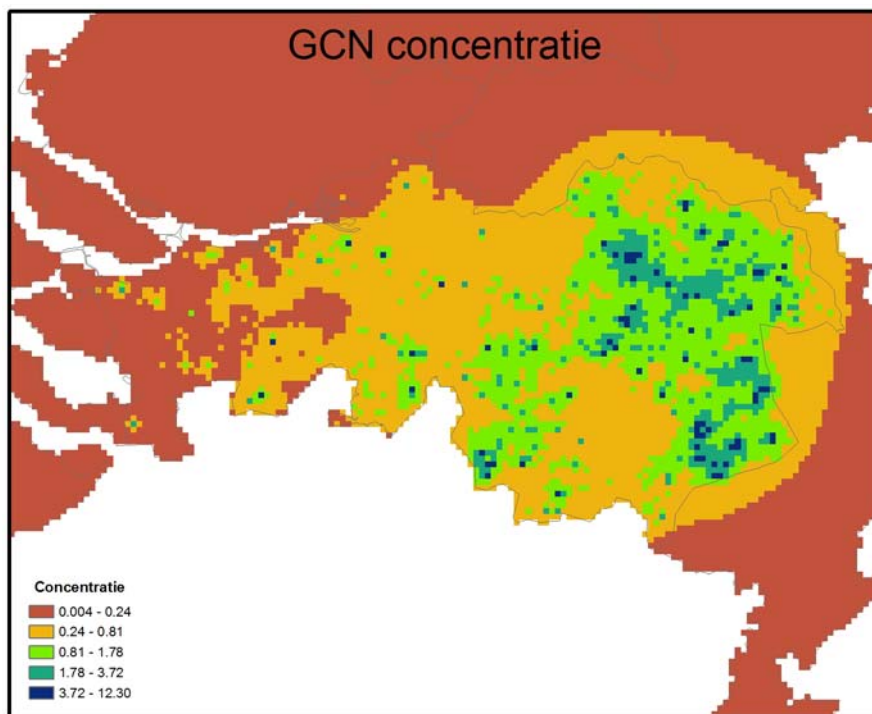 GCN concentratie
Concentratie
0.004 - 0.24
0.24 - 0.81
0.81 - 1.78
1.78 - 3.72
3.72 - 12.30